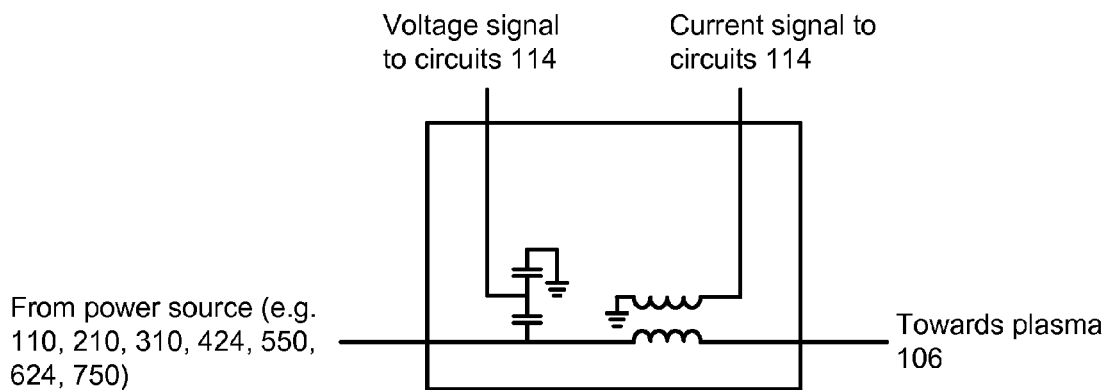 Voltage signal
to circuits 114
Current signal to
circuits 114
From power source (e.g.
110, 210, 310, 424, 550,
624, 750)
Towards plasma
106